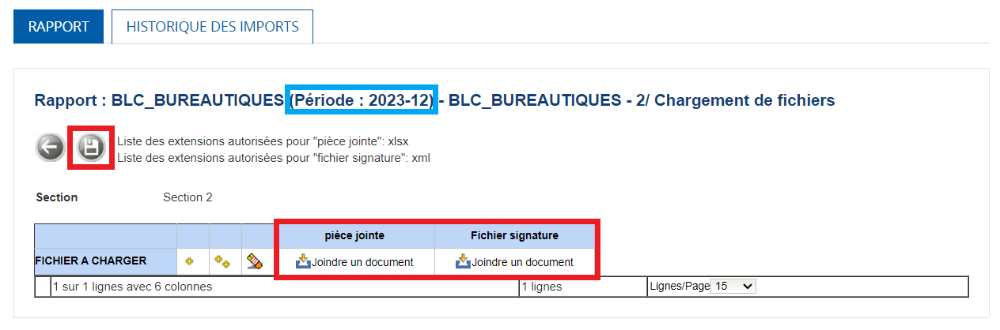 RAPPORT
HISTORIQUE DES IMPORTS
Rapport : BLC_BUREAUTIQUES (Période : 2023-12) - BLC_BUREAUTIQUES - 2/ Chargement de fichiers
Liste des extensions autorisées pour "pièce jointe": xlsx
Liste des extensions autorisées pour "fichier signature": xml
Section Section 2
pièce jointe Fichier signature
FICHIER A CHARGER Joindre un document Joindre un document
1 sur 1 lignes avec 6 colonnes 1 lignes Lignes/Page 15